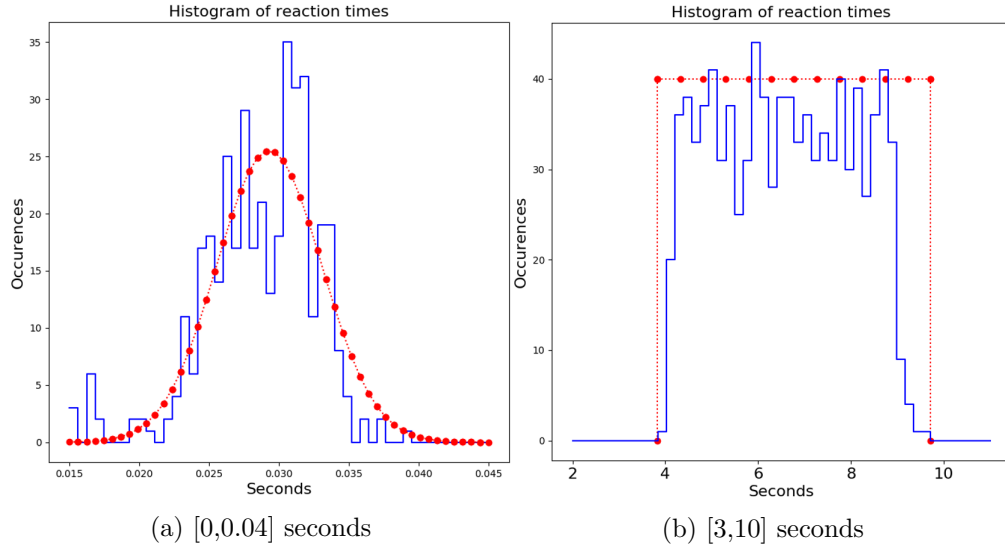 Histogram of reaction times
35
30
25
20
15
10
5
0
Occurences
0.015 0.020 0.025 0.030 0.035 0.040 0.045
Seconds
(a) [0,0.04] seconds
Histogram of reaction times
40
30
20
10
0
Occurences
2 4 6 8 10
Seconds
(b) [3,10] seconds